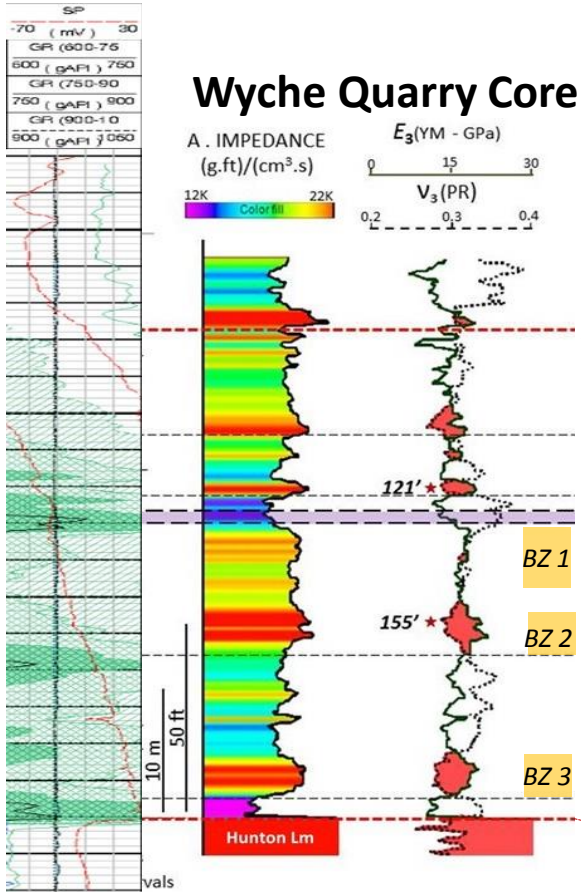 SP
-70 (mV) 30
GR (600-75
600 (gAPI) 750
GR (750-90
750 (gAPI) 900
GR (900-10
900 (gAPI) 1050
Wyche Quarry Core
A . IMPEDANCE
(g.ft)/(cm³.s)
12K 22K
Color fill
E₃(YM - GPa)
0 15 30
V₃(PR)
0.2 0.3 0.4
121'
BZ 1
155'
BZ 2
50 ft
10 m
BZ 3
Hunton Lm
vals